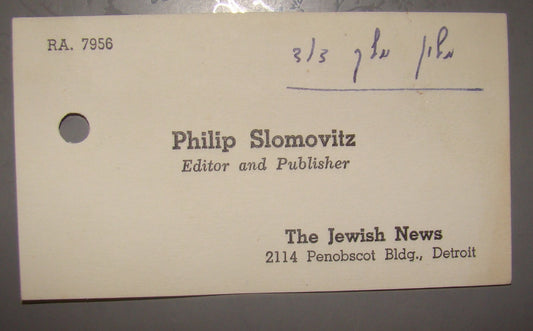 RA. 7956
Philip Slomovitz
Editor and Publisher
The Jewish News
2114 Penobscot Bldg., Detroit